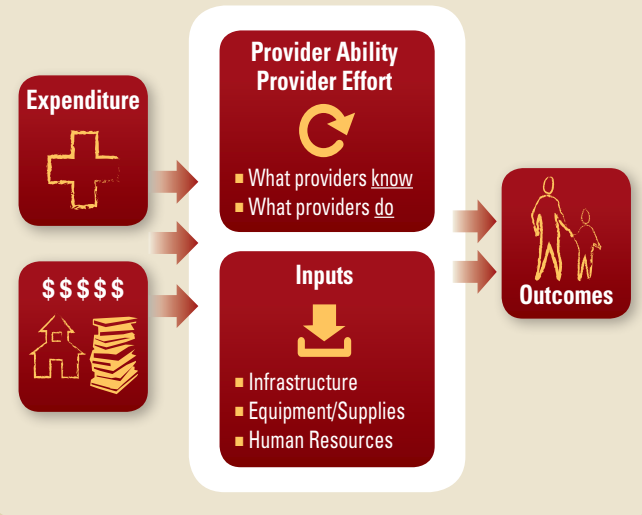 Expenditure
$$$$$
Provider Ability
Provider Effort
■ What providers know
■ What providers do
Inputs
■ Infrastructure
■ Equipment/Supplies
■ Human Resources
Outcomes